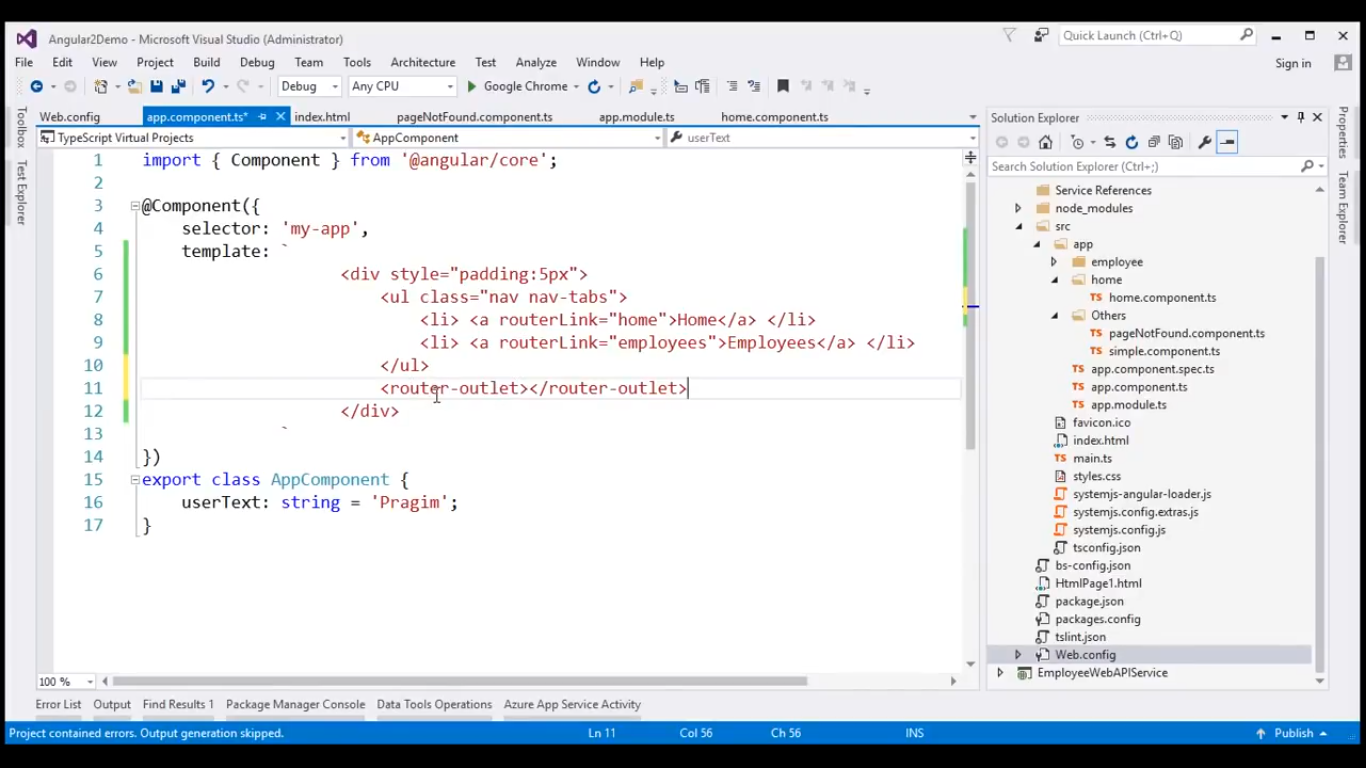 Angular2Demo - Microsoft Visual Studio (Administrator)
Quick Launch (Ctrl+Q)
File Edit View Project Build Debug Team Tools Architecture Test Analyze Window Help
Sign in
Debug Any CPU Google Chrome
Toolbox
Test Explorer
Web.config app.component.ts* index.html pageNotFound.component.ts app.module.ts home.component.ts
TypeScript Virtual Projects AppComponent userText
1 import { Component } from '@angular/core';
2
3 @Component({
4 selector: 'my-app',
5 template: `
6 <div style="padding:5px">
7 <ul class="nav nav-tabs">
8 <li> <a routerLink="home">Home</a> </li>
9 <li> <a routerLink="employees">Employees</a> </li>
10 </ul>
11 <router-outlet></router-outlet>
12 </div>
13 `
14 })
15 export class AppComponent {
16 userText: string = 'Pragim';
17 }
100 %
Solution Explorer
Search Solution Explorer (Ctrl+;)
Service References
node_modules
src
app
employee
home
TS home.component.ts
Others
TS pageNotFound.component.ts
TS simple.component.ts
TS app.component.spec.ts
TS app.component.ts
TS app.module.ts
favicon.ico
index.html
TS main.ts
styles.css
systemjs-angular-loader.js
systemjs.config.extras.js
systemjs.config.js
tsconfig.json
bs-config.json
HtmlPage1.html
package.json
packages.config
tslint.json
Web.config
EmployeeWebAPIService
Properties
Team Explorer
Error List Output Find Results 1 Package Manager Console Data Tools Operations Azure App Service Activity
Project contained errors. Output generation skipped. Ln 11 Col 56 Ch 56 INS Publish